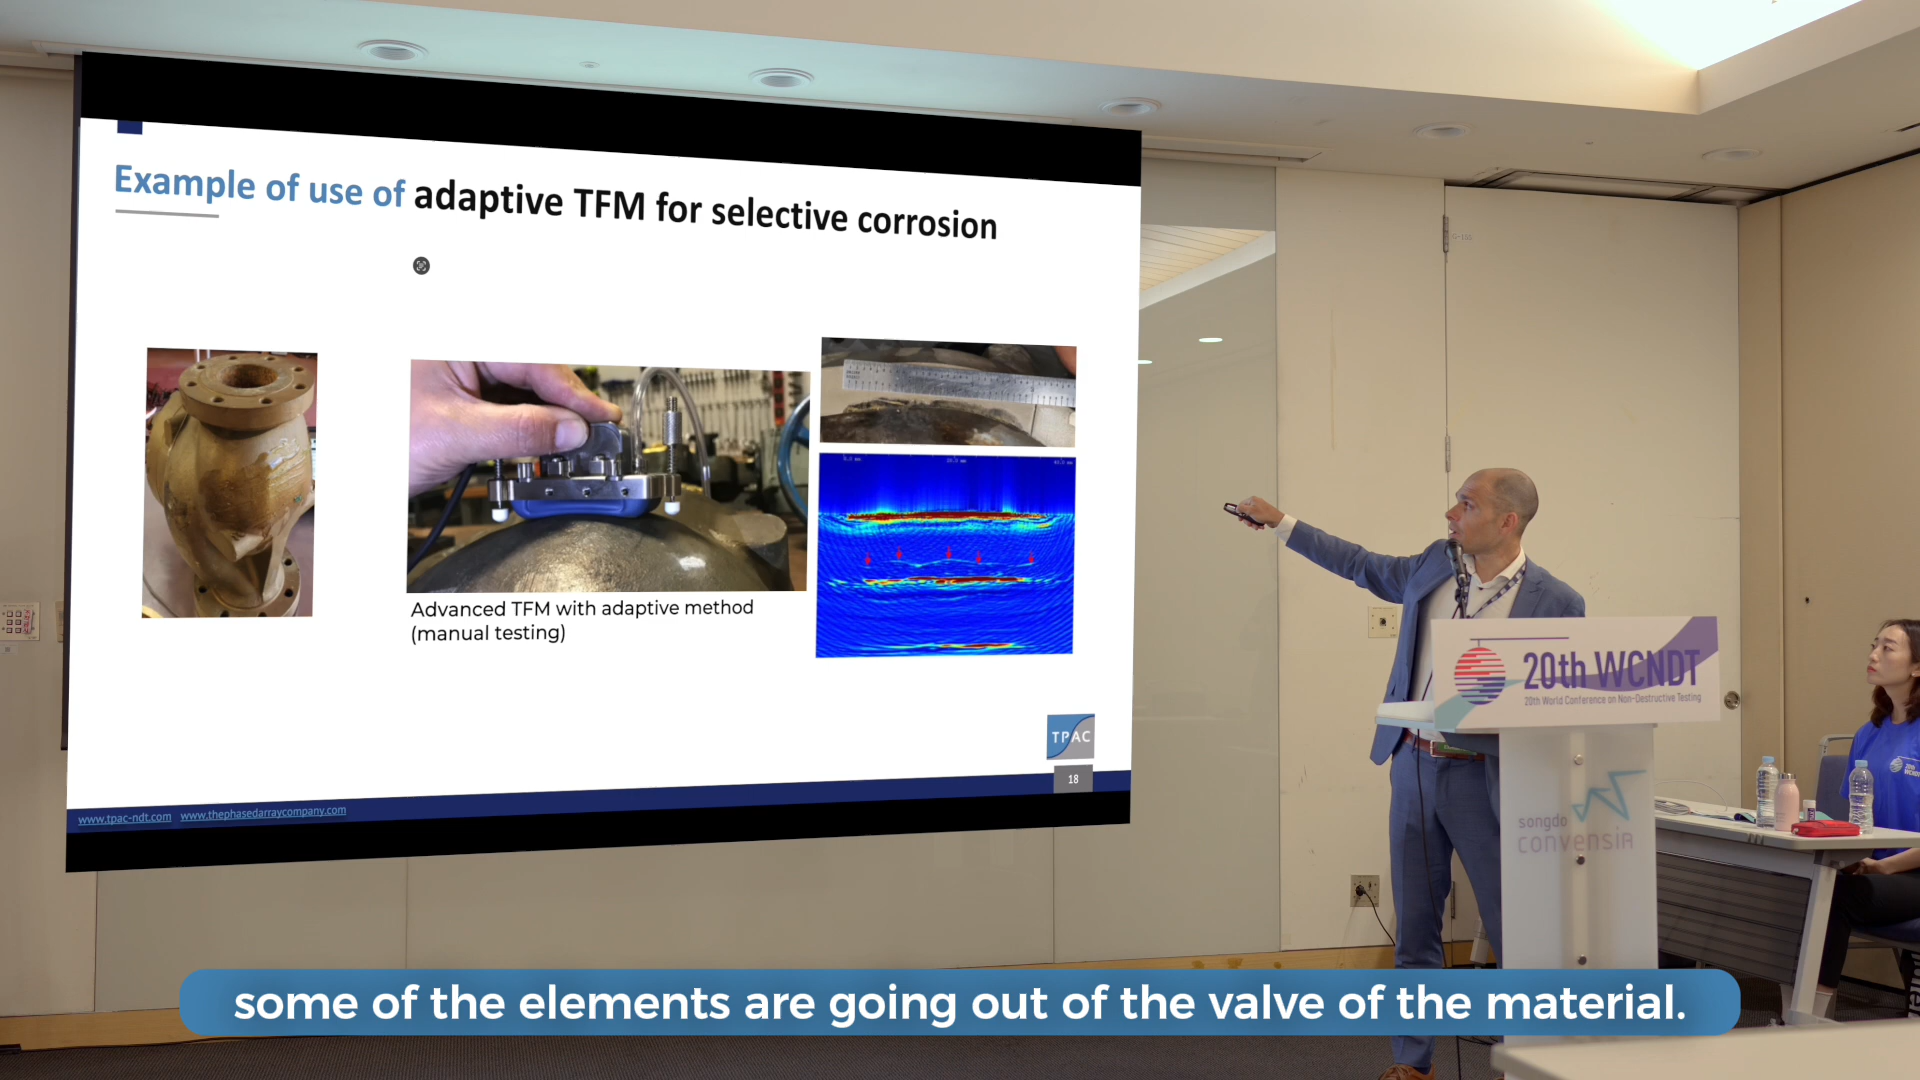 Example of use of adaptive TFM for selective corrosion
Advanced TFM with adaptive method
(manual testing)
TPAC
18
www.tpac-ndt.com www.thephasedarraycompany.com
20th WCNDT
20th World Conference on Non-Destructive Testing
songdo
convensia
some of the elements are going out of the valve of the material.